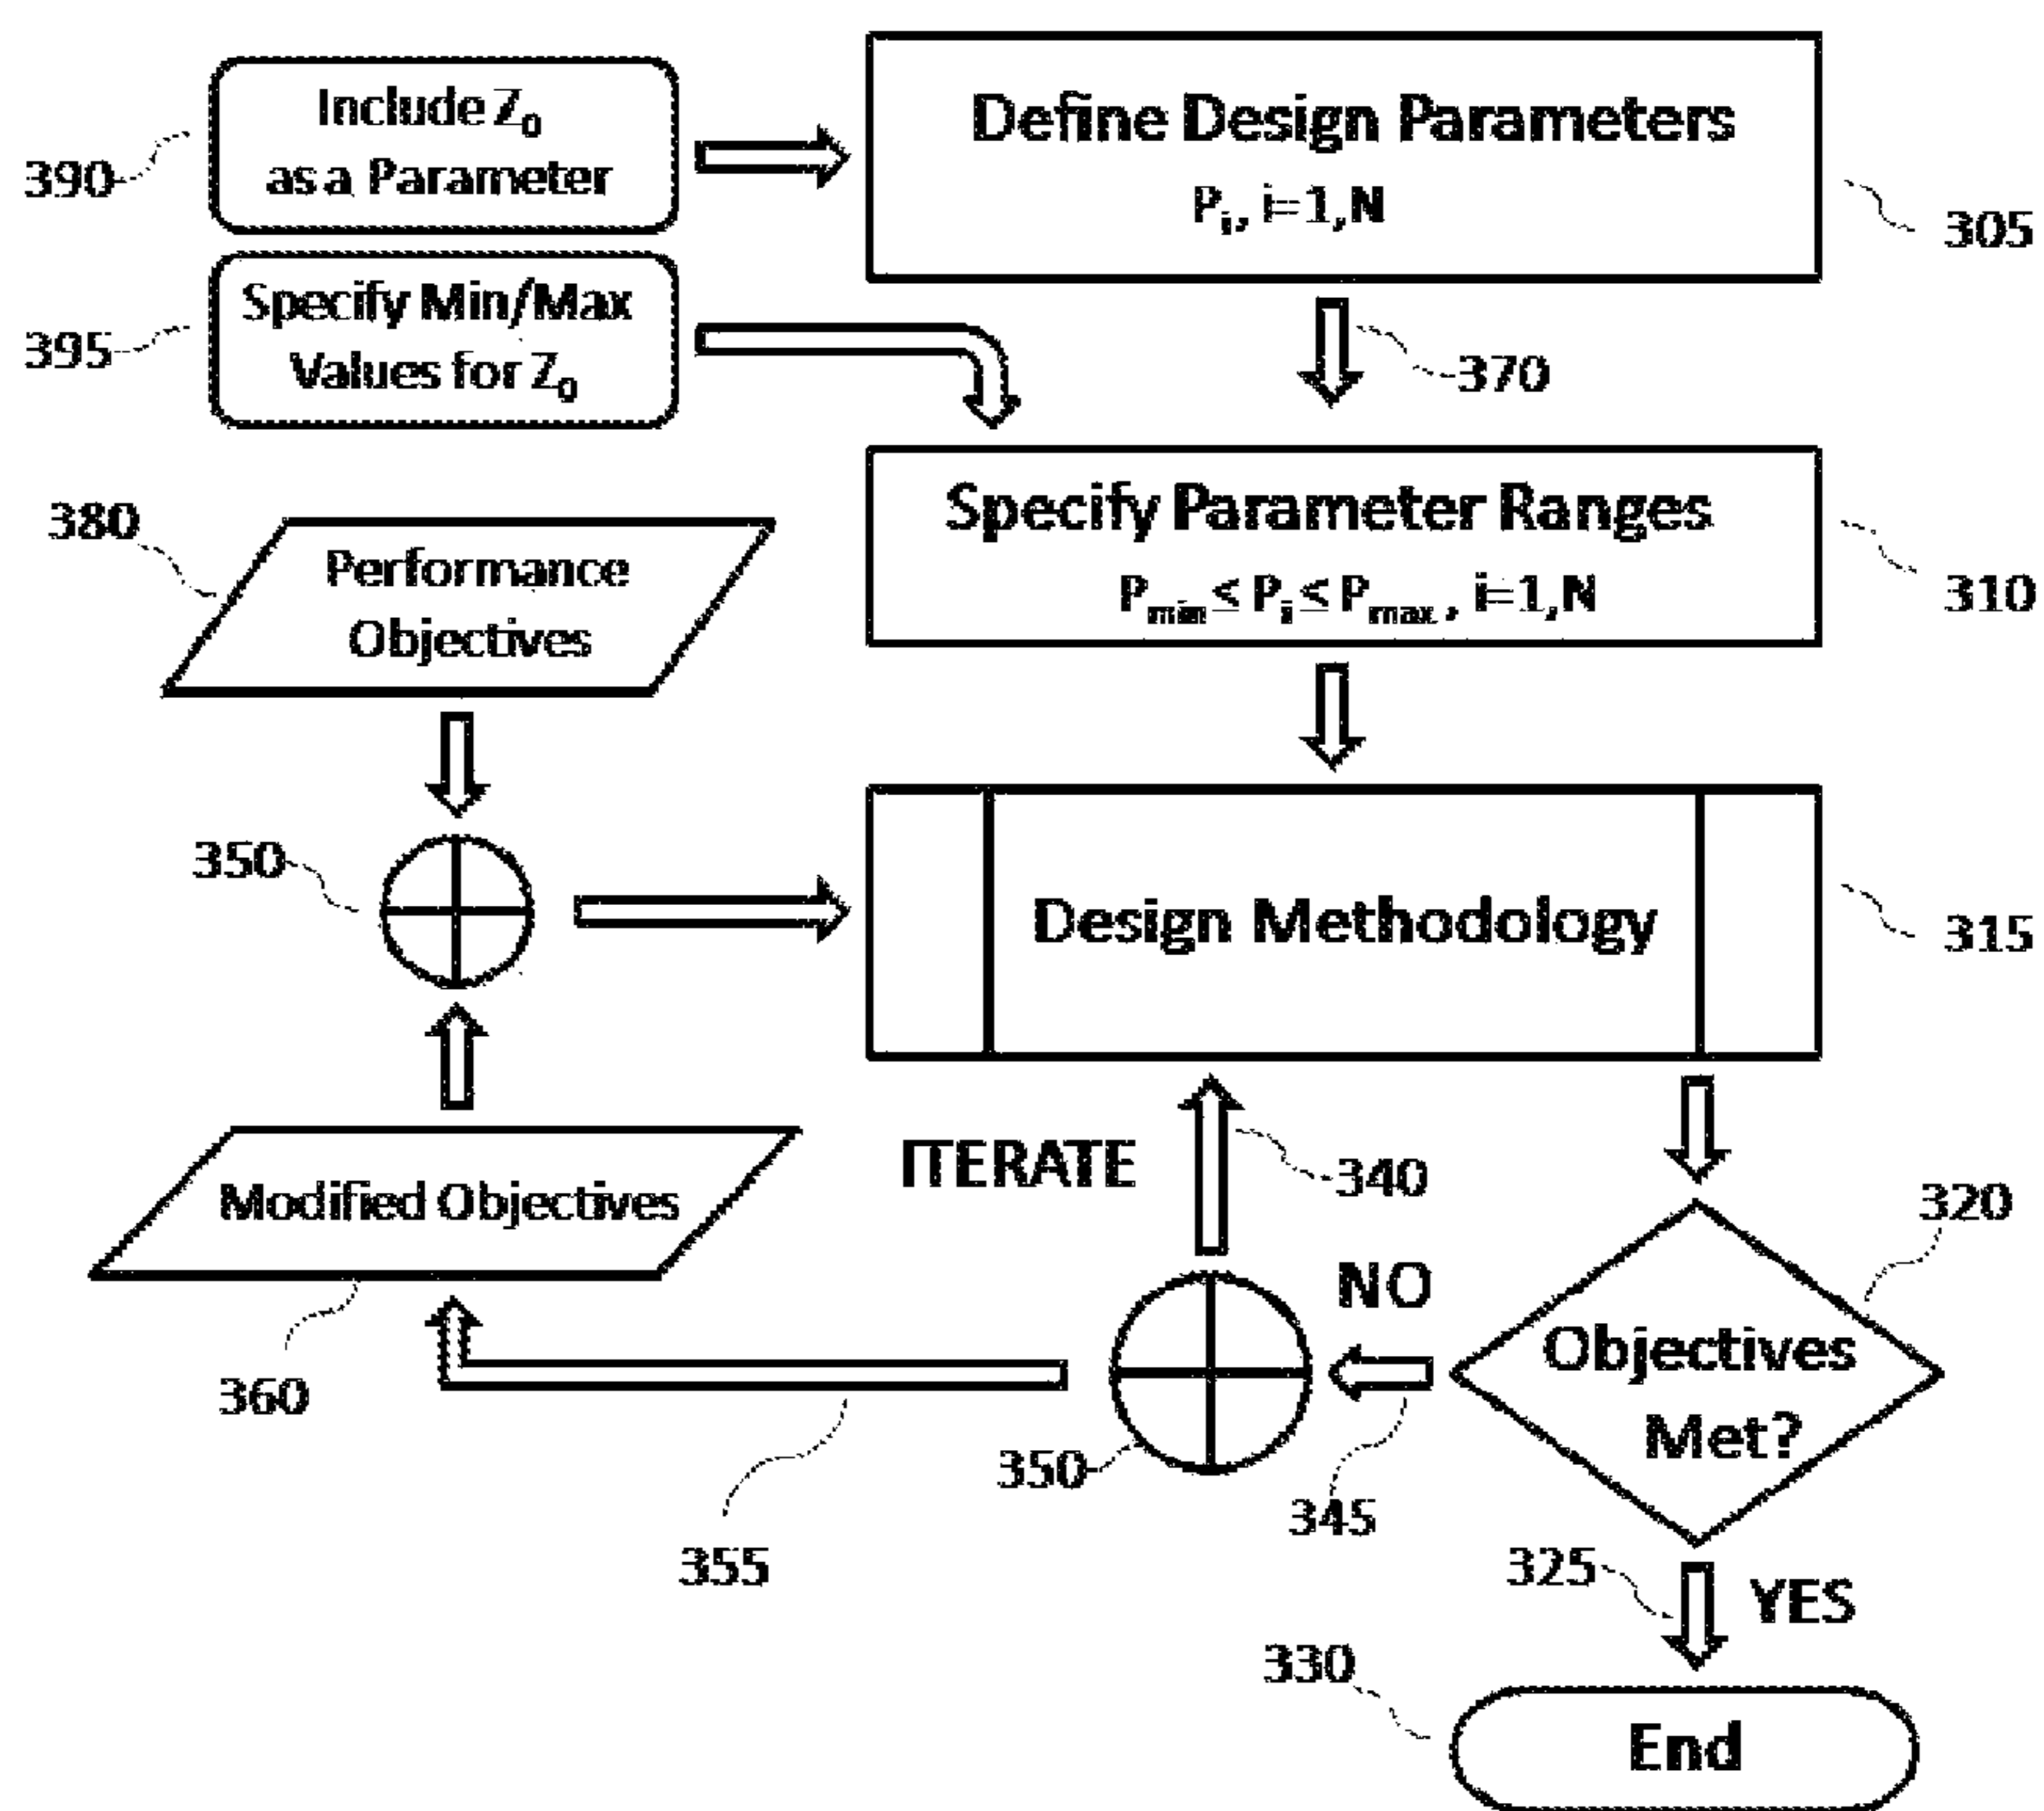 Include Z₀
as a Parameter
390
Define Design Parameters
Pᵢ, i=1,N
305
Specify Min/Max
Values for Z₀
395
370
380
Performance
Objectives
Specify Parameter Ranges
Pmin ≤ Pᵢ ≤ Pmax, i=1,N
310
350
Design Methodology
315
Modified Objectives
360
ITERATE
340
NO
320
Objectives
Met?
350
345
355
325
YES
330
End